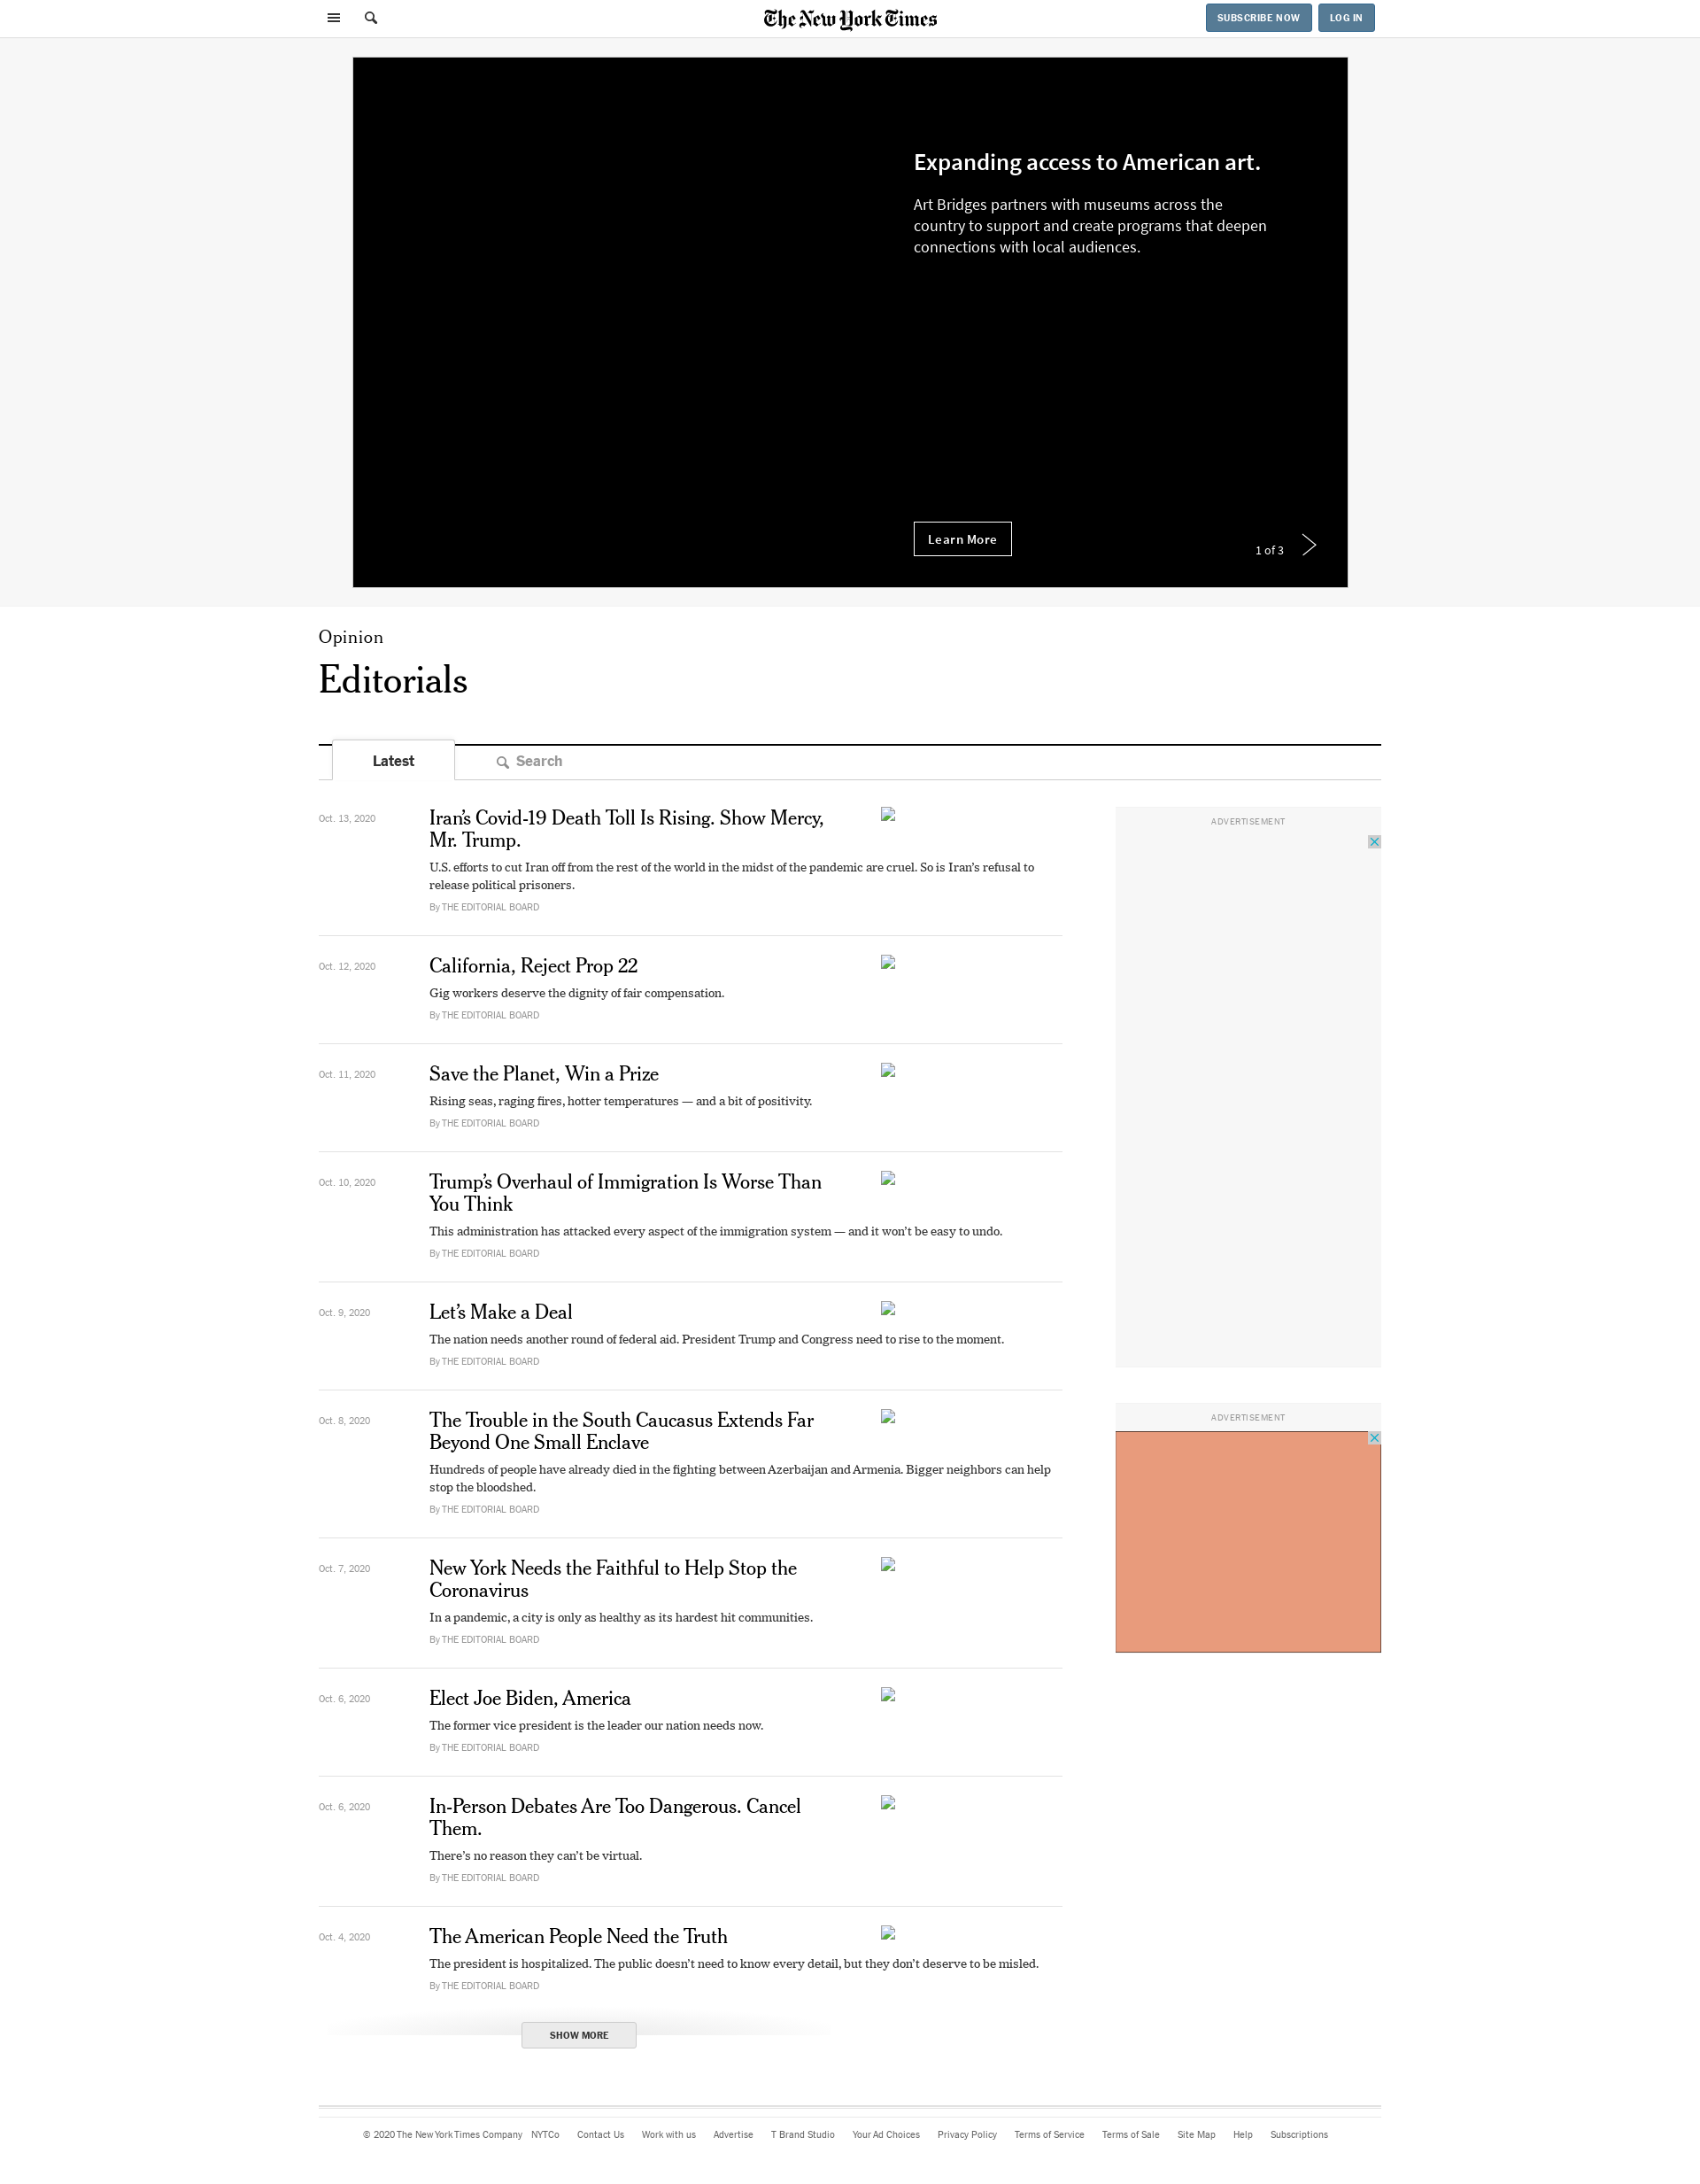 The New York Times
SUBSCRIBE NOW
LOG IN
Expanding access to American art.
Art Bridges partners with museums across the
country to support and create programs that deepen
connections with local audiences.
Learn More
1 of 3
Opinion
Editorials
Latest
Search
Oct. 13, 2020
Iran’s Covid-19 Death Toll Is Rising. Show Mercy,
Mr. Trump.
U.S. efforts to cut Iran off from the rest of the world in the midst of the pandemic are cruel. So is Iran’s refusal to
release political prisoners.
By THE EDITORIAL BOARD
ADVERTISEMENT
Oct. 12, 2020
California, Reject Prop 22
Gig workers deserve the dignity of fair compensation.
By THE EDITORIAL BOARD
Oct. 11, 2020
Save the Planet, Win a Prize
Rising seas, raging fires, hotter temperatures — and a bit of positivity.
By THE EDITORIAL BOARD
Oct. 10, 2020
Trump’s Overhaul of Immigration Is Worse Than
You Think
This administration has attacked every aspect of the immigration system — and it won’t be easy to undo.
By THE EDITORIAL BOARD
Oct. 9, 2020
Let’s Make a Deal
The nation needs another round of federal aid. President Trump and Congress need to rise to the moment.
By THE EDITORIAL BOARD
Oct. 8, 2020
The Trouble in the South Caucasus Extends Far
Beyond One Small Enclave
Hundreds of people have already died in the fighting between Azerbaijan and Armenia. Bigger neighbors can help
stop the bloodshed.
By THE EDITORIAL BOARD
ADVERTISEMENT
Oct. 7, 2020
New York Needs the Faithful to Help Stop the
Coronavirus
In a pandemic, a city is only as healthy as its hardest hit communities.
By THE EDITORIAL BOARD
Oct. 6, 2020
Elect Joe Biden, America
The former vice president is the leader our nation needs now.
By THE EDITORIAL BOARD
Oct. 6, 2020
In-Person Debates Are Too Dangerous. Cancel
Them.
There’s no reason they can’t be virtual.
By THE EDITORIAL BOARD
Oct. 4, 2020
The American People Need the Truth
The president is hospitalized. The public doesn’t need to know every detail, but they don’t deserve to be misled.
By THE EDITORIAL BOARD
SHOW MORE
© 2020 The New York Times Company NYTCo Contact Us Work with us Advertise T Brand Studio Your Ad Choices Privacy Policy Terms of Service Terms of Sale Site Map Help Subscriptions